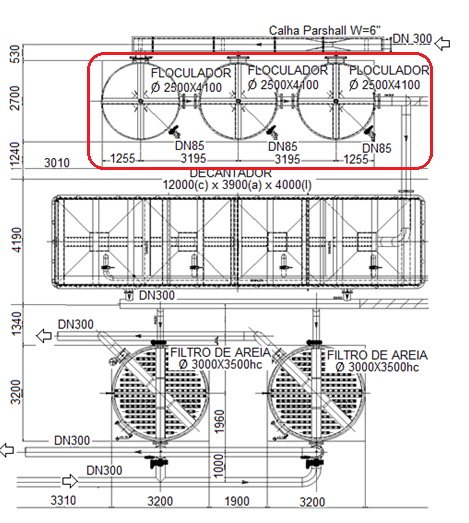 Calha Parshall W=6"
DN 300
530
FLOCULADOR
Ø 2500X4100
FLOCULADOR
Ø 2500X4100
FLOCULADOR
Ø 2500X4100
2700
DN85
DN85
DN85
11240
3010
1255
3195
3195
1255
DECANTADOR
12000(c) x 3900(a) x 4000(l)
4190
DN300
1340
DN300
FILTRO DE AREIA
Ø 3000X3500hc
FILTRO DE AREIA
Ø 3000X3500hc
3200
1960
DN300
1000
DN300
3310
3200
1900
3200